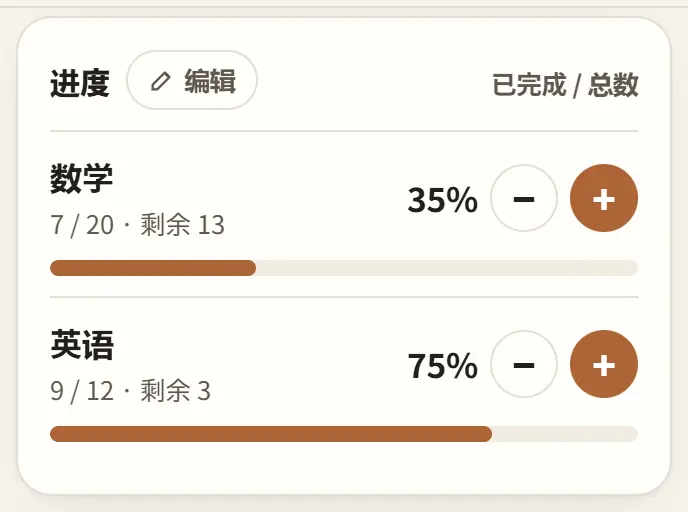 进度 编辑 已完成 / 总数
数学
35% − +
7 / 20 · 剩余 13
英语
75% − +
9 / 12 · 剩余 3